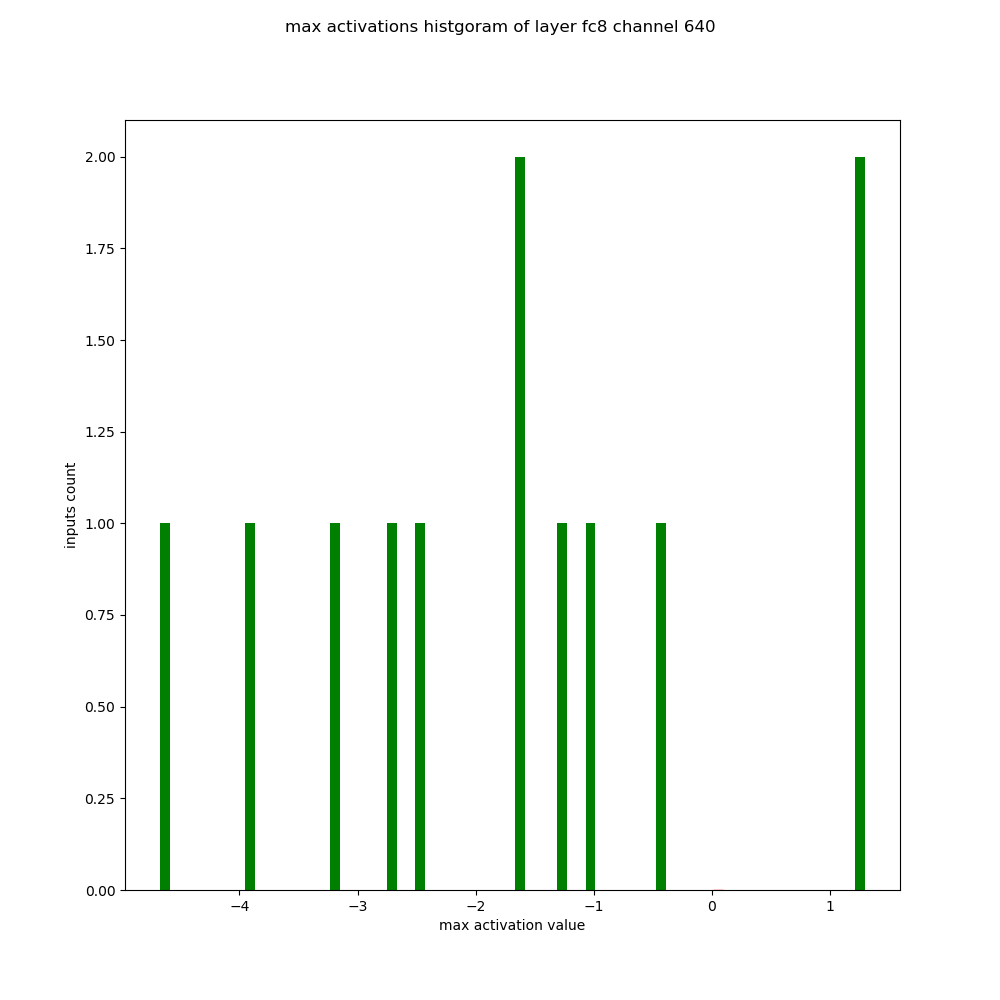 max activations histgoram of layer fc8 channel 640
2.00
1.75
1.50
1.25
1.00
0.75
0.50
0.25
0.00
inputs count
−4 −3 −2 −1 0 1
max activation value